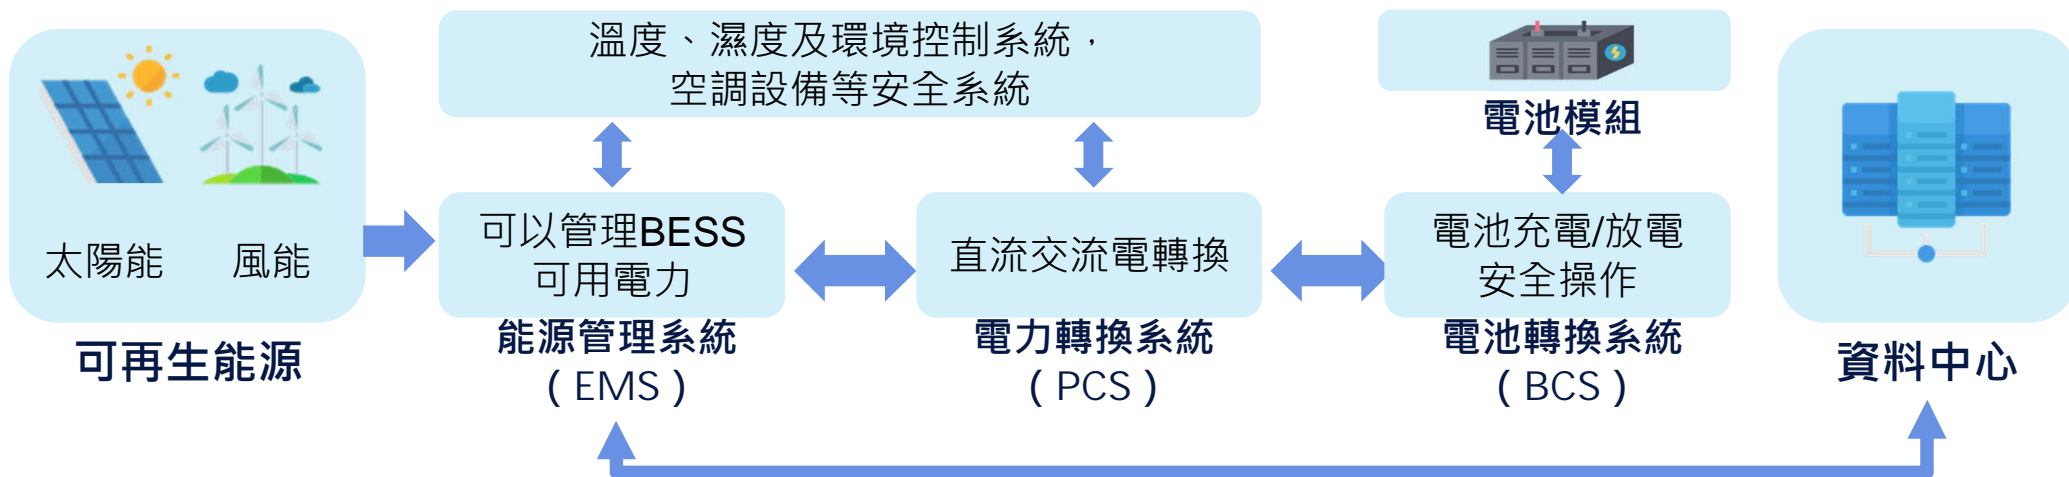 太陽能
風能
可再生能源
溫度、濕度及環境控制系統，
空調設備等安全系統
可以管理BESS
可用電力
能源管理系統
（EMS）
直流交流電轉換
電力轉換系統
（PCS）
電池模組
電池充電/放電
安全操作
電池轉換系統
（BCS）
資料中心